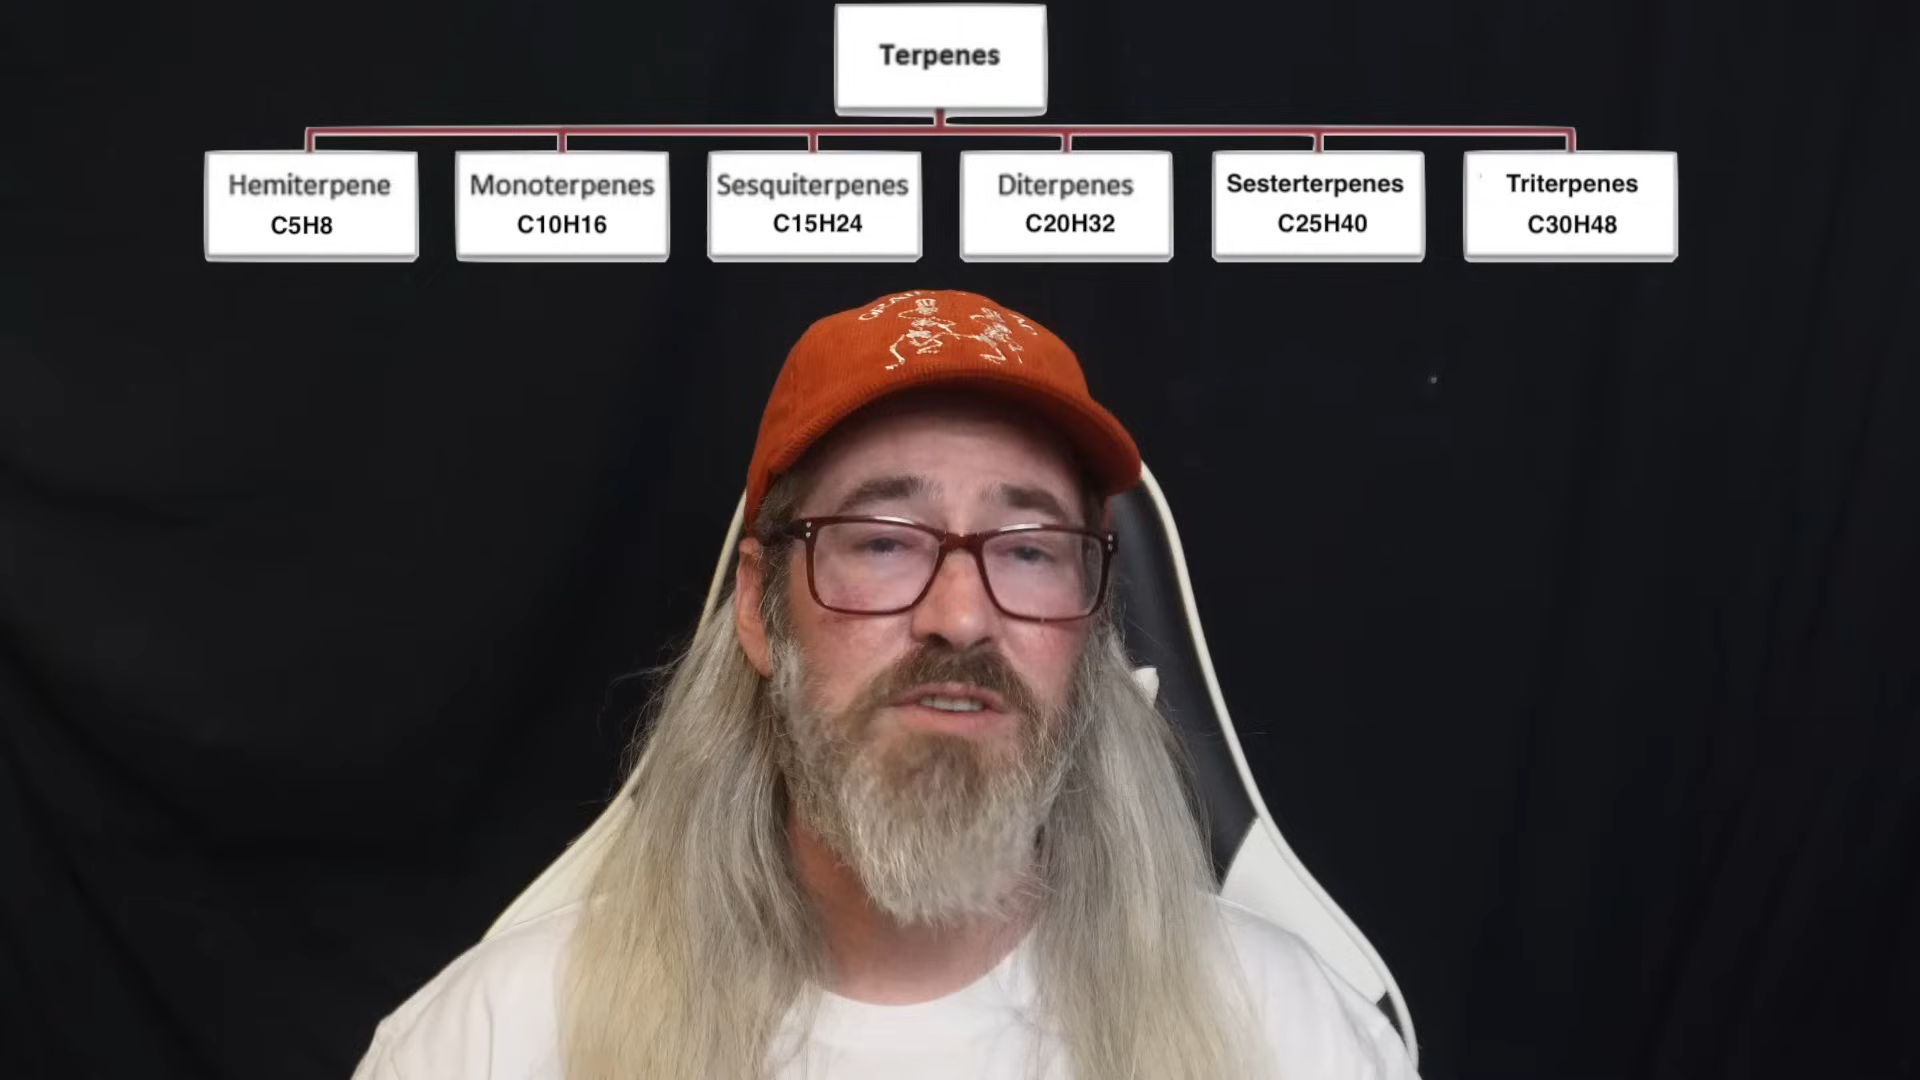 Terpenes
Hemiterpene
C5H8
Monoterpenes
C10H16
Sesquiterpenes
C15H24
Diterpenes
C20H32
Sesterterpenes
C25H40
Triterpenes
C30H48